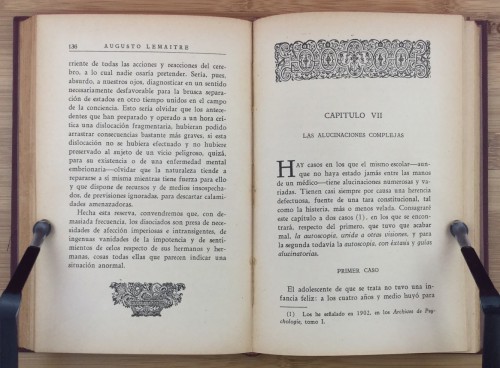 136 AUGUSTO LEMAITRE
rriente de todas las acciones y reacciones del ce-
rebro, a lo cual nadie osaría pretender. Sería, pues,
absurdo, a nuestros ojos, diagnosticar en un sentido
necesariamente desfavorable para la brusca separa-
ción de estados en otro tiempo unidos en el campo
de la conciencia. Esto sería olvidar que los antece-
dentes que han preparado y operado a un hora crí-
tica una dislocación fragmentaria, hubieran podido
arrastrar consecuencias bastante más graves, si esta
dislocación no se hubiera efectuado y no hubiese
preservado al sujeto de un vicio peligroso, quizá,
para su existencia o de una enfermedad mental
embrionaria—olvidar que la naturaleza tiende a
repararse a sí misma mientras tiene fuerza para ello
y que dispone de recursos y de medios insospecha-
dos, de previsiones ignoradas, para descartar calami-
dades amenazadoras.
Hecha esta reserva, convendremos que, con de-
masiada frecuencia, los disociados son presa de nece-
sidades de afección imperiosas e intransigentes, de
ingenuas vanidades de la impotencia y de senti-
mientos de celos respecto de sus hermanos y her-
manas, cosas todas ellas que parecen indicar una
situación anormal.
CAPITULO VII
LAS ALUCINACIONES COMPLEJAS
HAY casos en los que el mismo escolar—aun-
que no haya estado jamás entre las manos
de un médico—tiene alucinaciones numerosas y va-
riadas. Tienen casi siempre por causas una herencia
defectuosa, fuente de una tara constitucional, tal
como la histeria, más o menos velada. Consagraré
este capítulo a dos casos (1), en los que se encon-
trará, respecto del primero, que tuvo que acabar
mal, la autoscopia, unida a otras visiones, y para
la segunda todavía la autoscopia, con éxtasis y guías
alucinatorias.
PRIMER CASO
El adolescente de que se trata no tuvo una in-
fancia feliz: a los cuatro años y medio huyó para
(1) Los he señalado en 1902, en los Archivos de Psy-
chologie, tomo I.